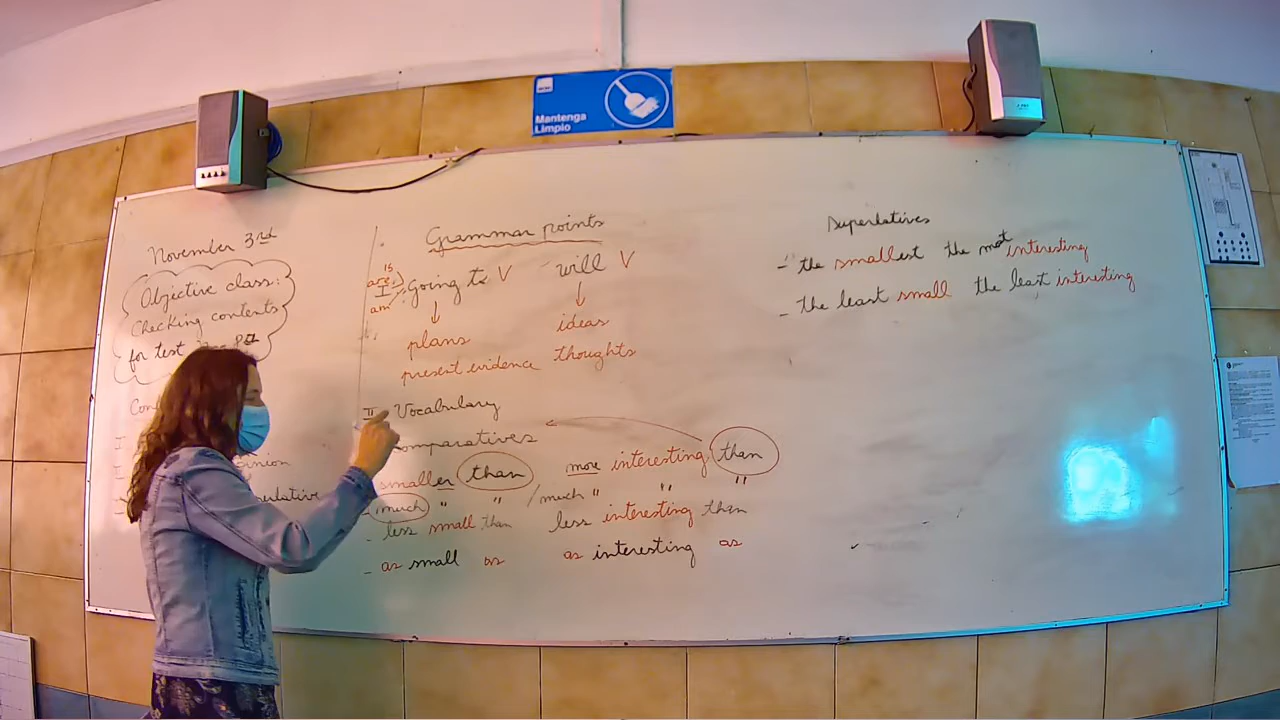 Mantenga
Limpio
November 3rd
Objective class:
Checking contents
for test
Grammar points
is
are
I
am
Going to V
will V
plans
ideas
present evidence
thoughts
II Vocabulary
comparatives
smaller than
more interesting than
- much " "
/ much " " "
- less small than
less interesting than
- as small as
as interesting as
Superlatives
- the smallest the most interesting
- the least small the least interesting